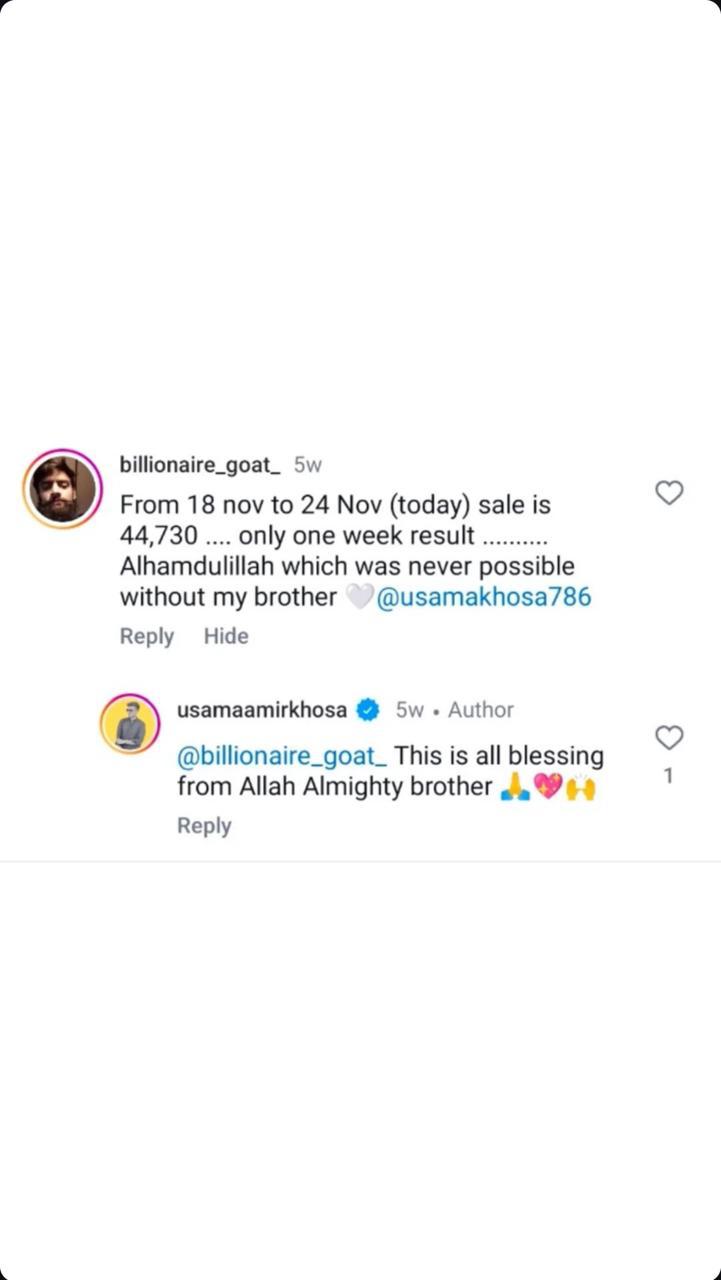 billionaire_goat_ 5w
From 18 nov to 24 Nov (today) sale is
44,730 .... only one week result ..........
Alhamdulillah which was never possible
without my brother 🤍@usamakhosa786
Reply Hide
usamaamirkhosa 5w • Author
@billionaire_goat_ This is all blessing
from Allah Almighty brother 🙏💖🙌
1
Reply